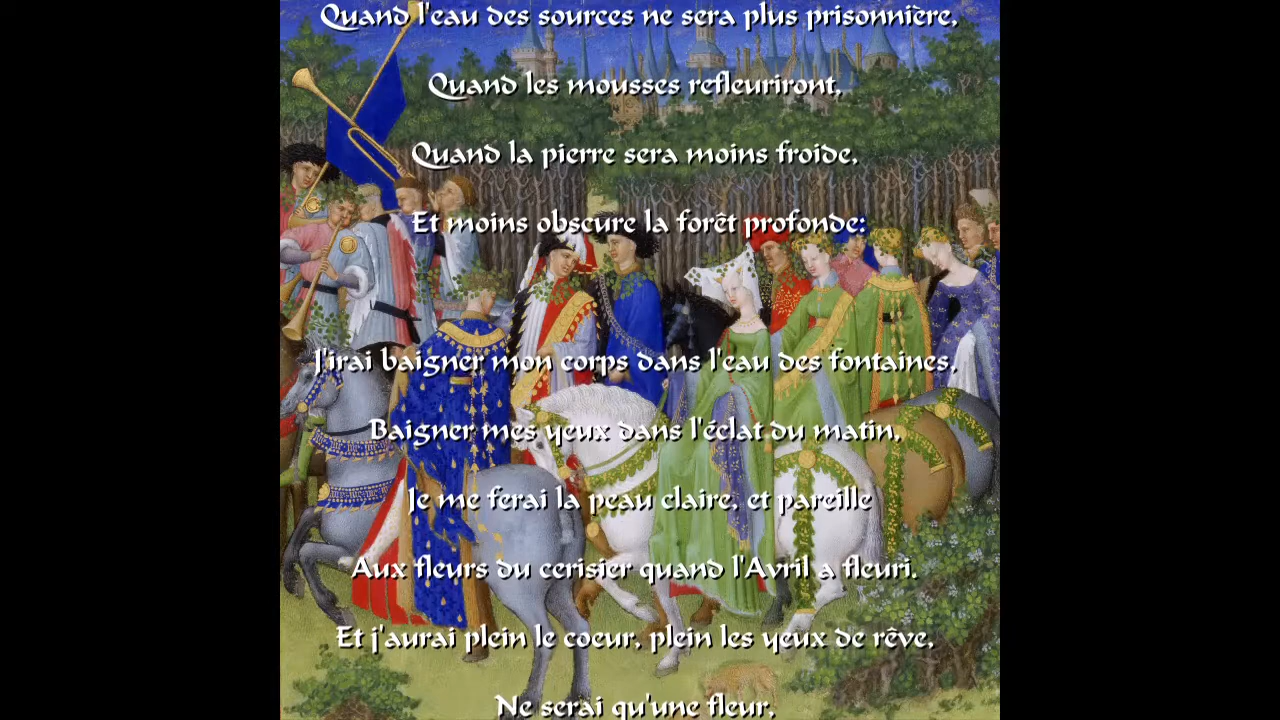 Quand l'eau des sources ne sera plus prisonnière,
Quand les mousses refleuriront,
Quand la pierre sera moins froide,
Et moins obscure la forêt profonde:
J'irai baigner mon corps dans l'eau des fontaines,
Baigner mes yeux dans l'éclat du matin,
Je me ferai la peau claire, et pareille
Aux fleurs du cerisier quand l'Avril a fleuri.
Et j'aurai plein le coeur, plein les yeux de rêve,
Ne serai qu'une fleur,